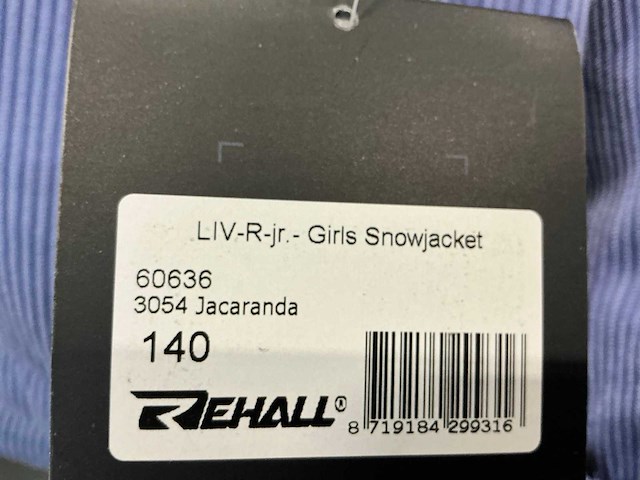 LIV-R-jr.- Girls Snowjacket
60636
3054 Jacaranda
140
REHALL®
8 719184 299316